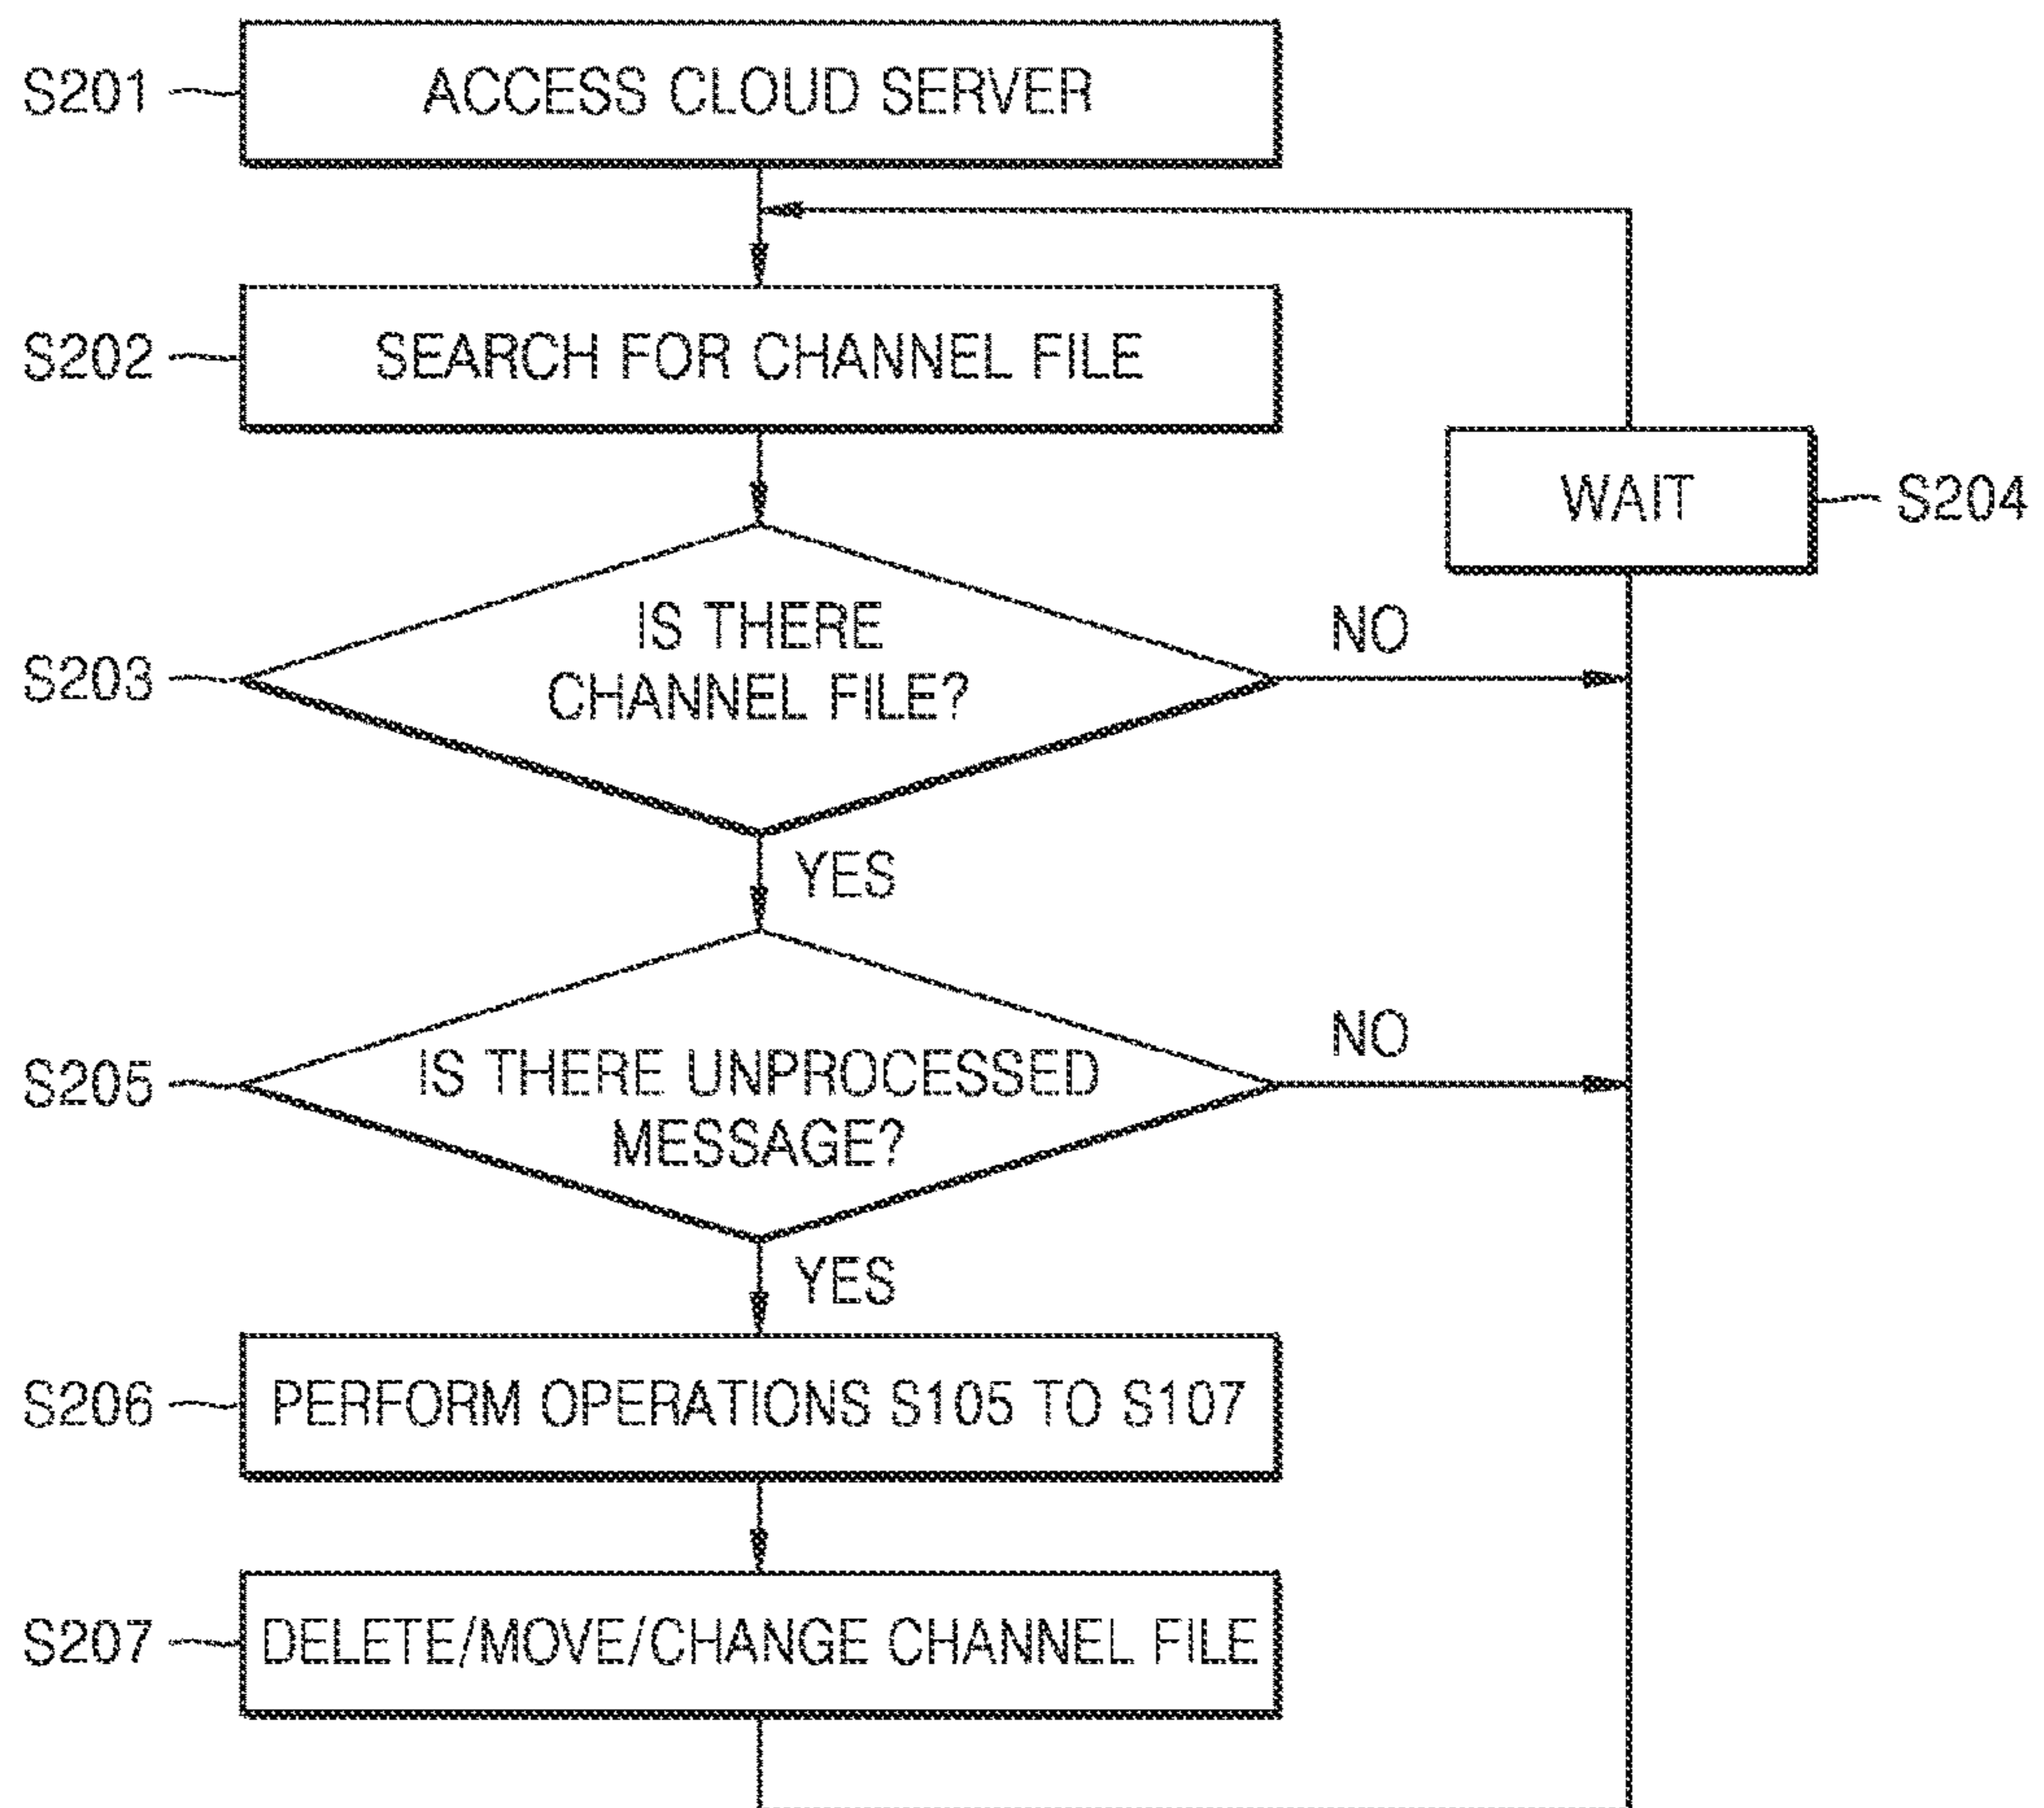 S201
ACCESS CLOUD SERVER
S202
SEARCH FOR CHANNEL FILE
WAIT
S204
S203
IS THERE
CHANNEL FILE?
NO
YES
S205
IS THERE UNPROCESSED
MESSAGE?
NO
YES
S206
PERFORM OPERATIONS S105 TO S107
S207
DELETE/MOVE/CHANGE CHANNEL FILE